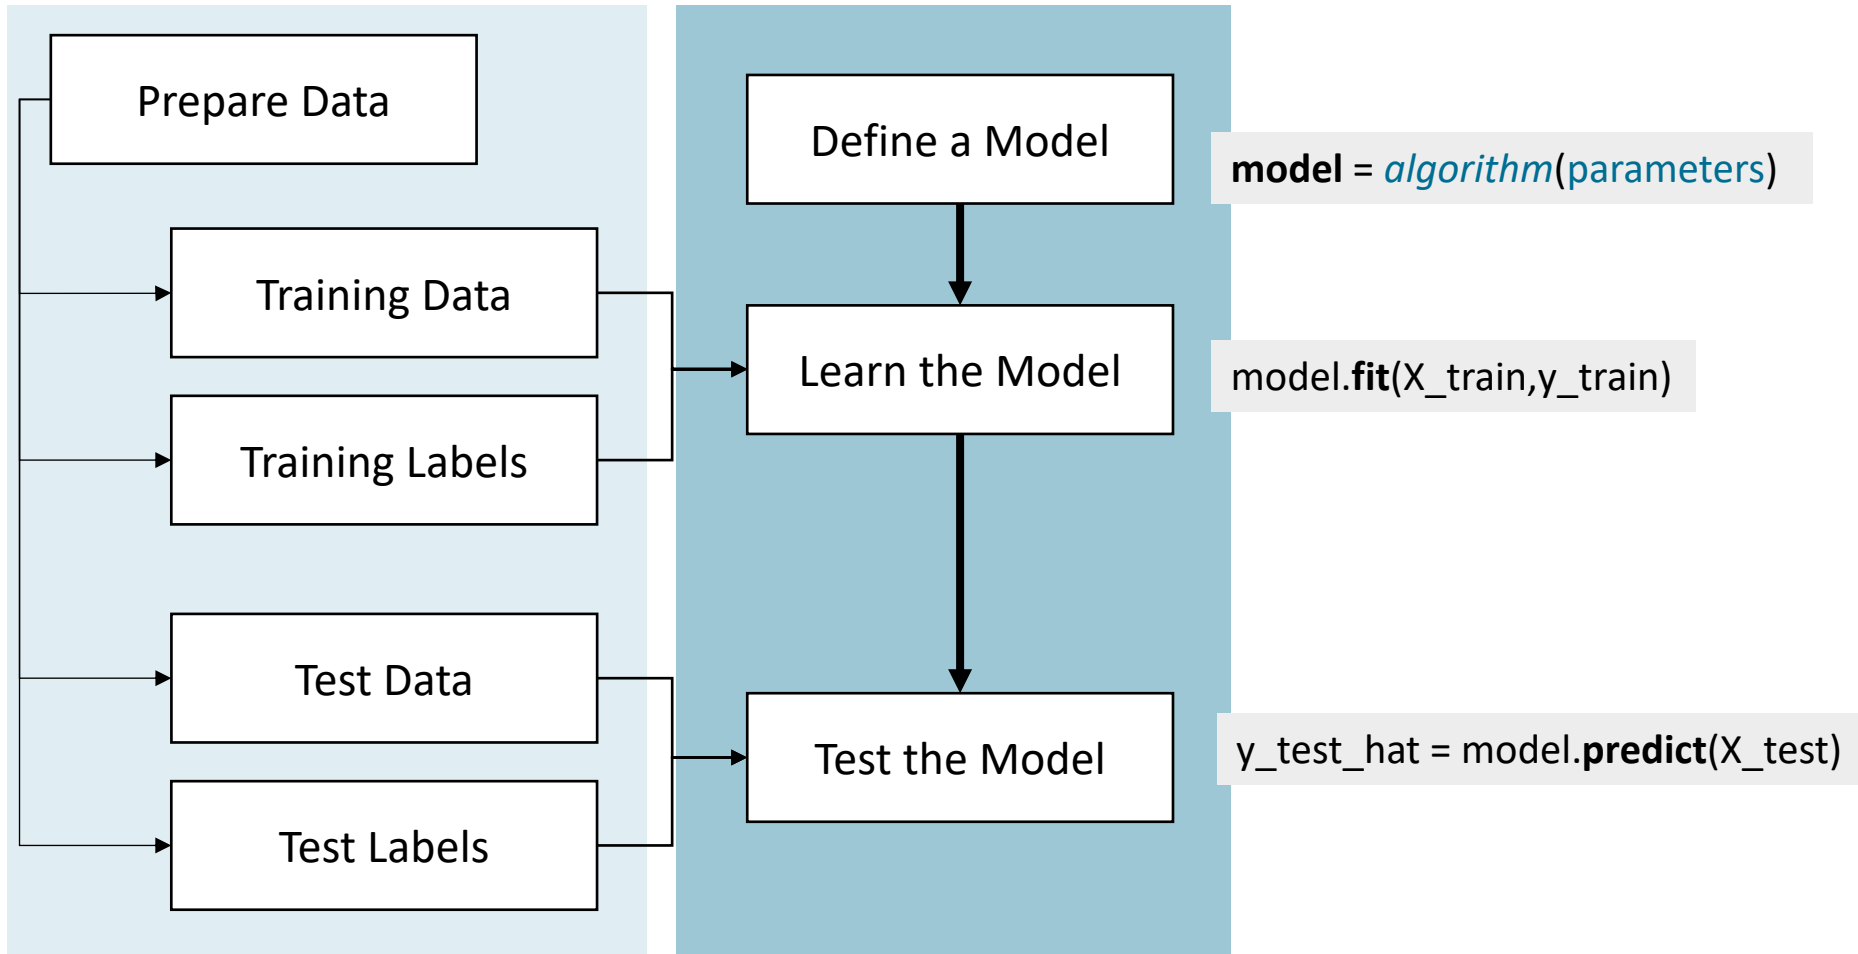 Prepare Data
Training Data
Training Labels
Test Data
Test Labels
Define a Model
model = algorithm(parameters)
Learn the Model
model.fit(X_train,y_train)
Test the Model
y_test_hat = model.predict(X_test)